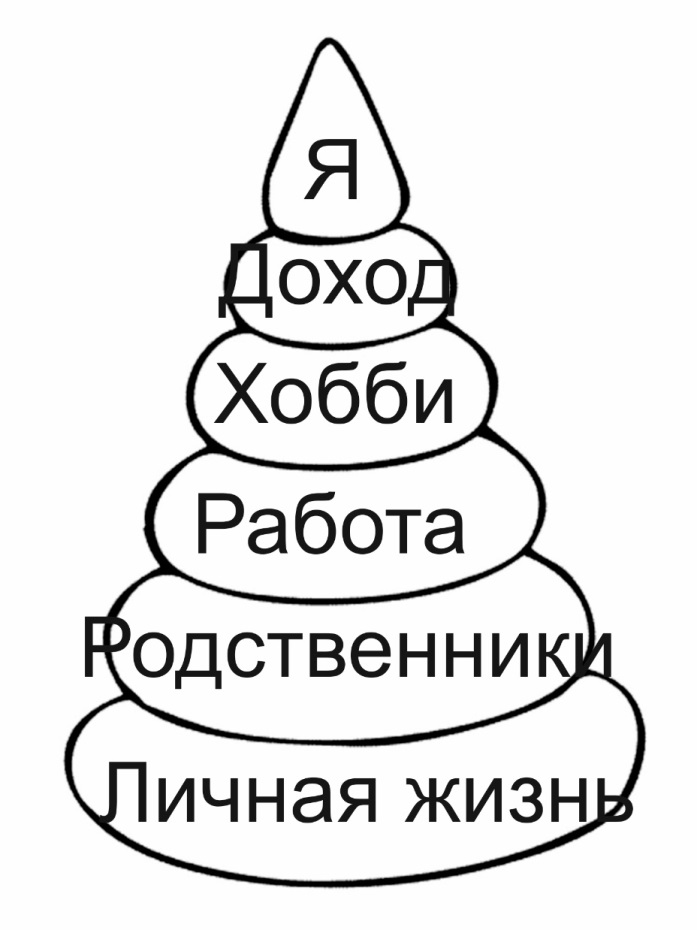 Я
Доход
Хобби
Работа
Родственники
Личная жизнь